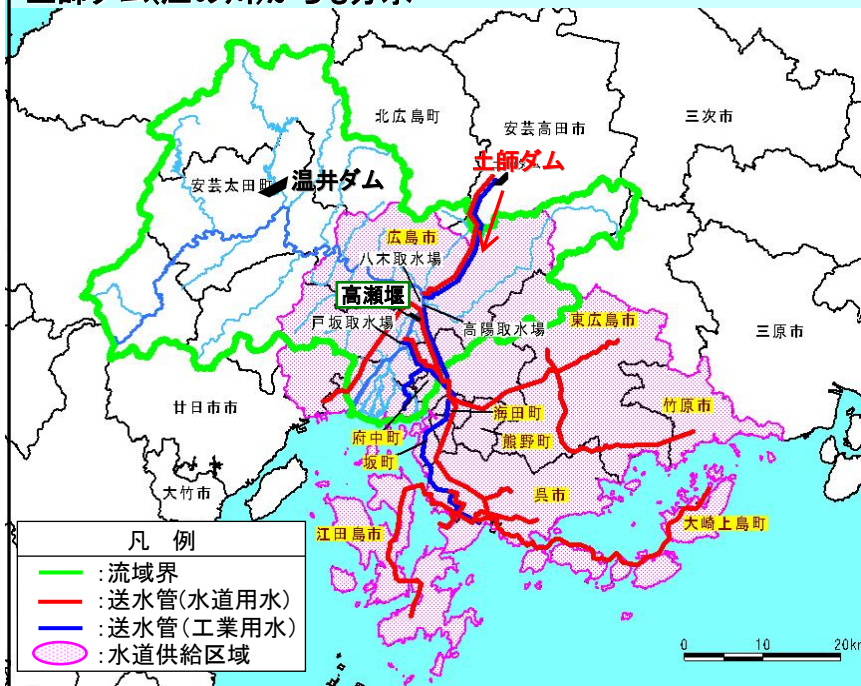 北広島町
安芸高田市
三次市
土師ダム
安芸太田町
温井ダム
広島市
八木取水場
高瀬堰
戸坂取水場
高陽取水場
東広島市
三原市
廿日市市
海田町
竹原市
府中町
熊野町
坂町
大竹市
呉市
江田島市
大崎上島町
凡 例
:流域界
:送水管(水道用水)
:送水管(工業用水)
:水道供給区域
0 10 20km